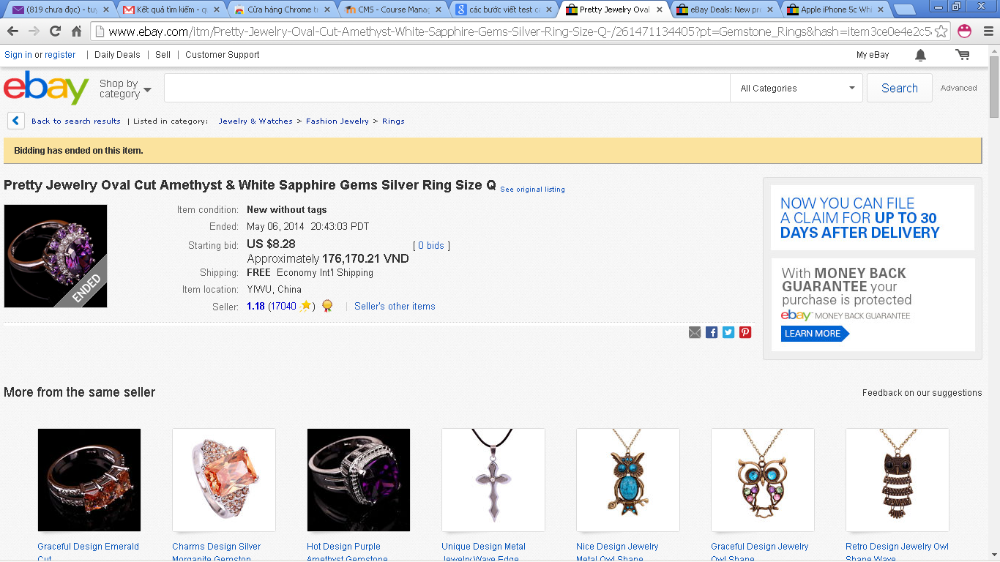 (819 chưa đọc) - tuy
Kết quả tìm kiếm - q
Cửa hàng Chrome t
CMS - Course Manag
các bước viết test c
Pretty Jewelry Oval
eBay Deals: New pr
Apple iPhone 5c Whi
www.ebay.com/itm/Pretty-Jewelry-Oval-Cut-Amethyst-White-Sapphire-Gems-Silver-Ring-Size-Q-/261471134405?pt=Gemstone_Rings&hash=item3ce0e4e2c5
Sign in or register | Daily Deals | Sell | Customer Support My eBay
ebay Shop by category All Categories Search Advanced
Back to search results | Listed in category: Jewelry & Watches > Fashion Jewelry > Rings
Bidding has ended on this item.
Pretty Jewelry Oval Cut Amethyst & White Sapphire Gems Silver Ring Size Q See original listing
ENDED
Item condition: New without tags
Ended: May 06, 2014 20:43:03 PDT
Starting bid: US $8.28 [ 0 bids ]
Approximately 176,170.21 VND
Shipping: FREE Economy Int'l Shipping
Item location: YIWU, China
Seller: 1.18 (17040 ) | Seller's other items
NOW YOU CAN FILE
A CLAIM FOR UP TO 30
DAYS AFTER DELIVERY
With MONEY BACK
GUARANTEE your
purchase is protected
ebay MONEY BACK GUARANTEE
LEARN MORE
More from the same seller
Feedback on our suggestions
Graceful Design Emerald
Cut
Charms Design Silver
Morganite Gemston
Hot Design Purple
Amethyst Gemstone
Unique Design Metal
Jewelry Wave Edge
Nice Design Jewelry
Metal Owl Shape
Graceful Design Jewelry
Owl Shape
Retro Design Jewelry Owl
Shape Wave